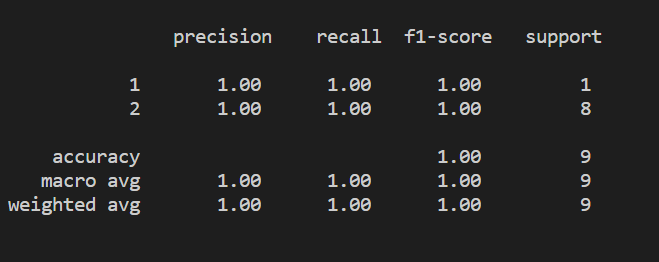 precision recall f1-score support
1 1.00 1.00 1.00 1
2 1.00 1.00 1.00 8
accuracy 1.00 9
macro avg 1.00 1.00 1.00 9
weighted avg 1.00 1.00 1.00 9